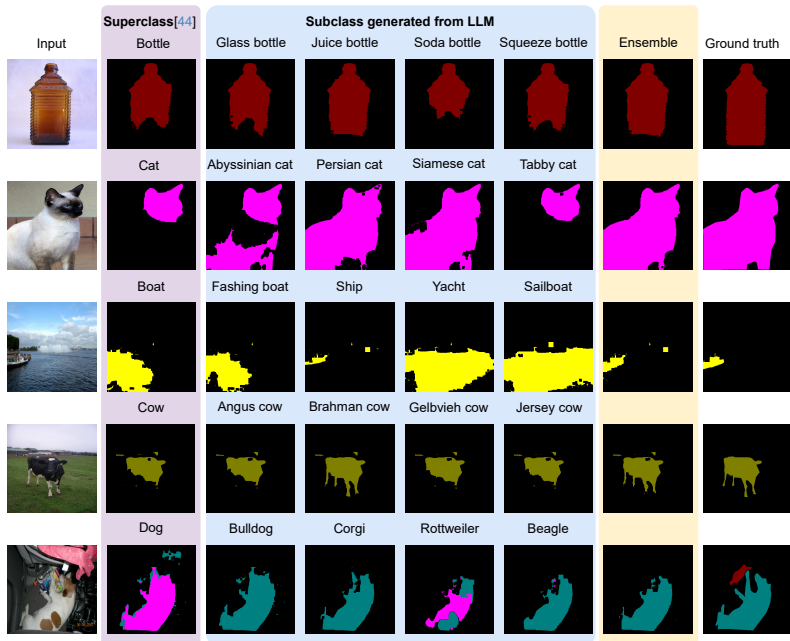 Superclass[44] Subclass generated from LLM
Input Bottle Glass bottle Juice bottle Soda bottle Squeeze bottle Ensemble Ground truth
Cat Abyssinian cat Persian cat Siamese cat Tabby cat
Boat Fashing boat Ship Yacht Sailboat
Cow Angus cow Brahman cow Gelbvieh cow Jersey cow
Dog Bulldog Corgi Rottweiler Beagle